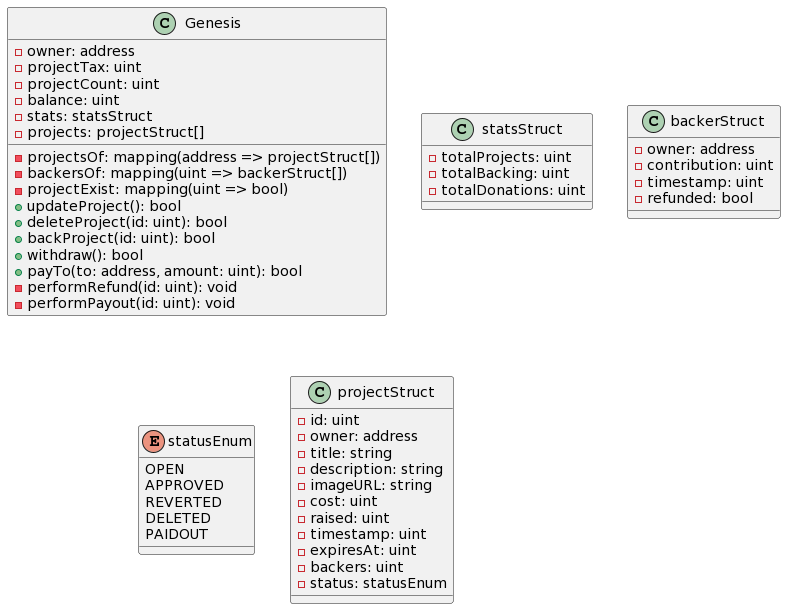 C Genesis
owner: address
projectTax: uint
projectCount: uint
balance: uint
stats: statsStruct
projects: projectStruct[]
projectsOf: mapping(address => projectStruct[])
backersOf: mapping(uint => backerStruct[])
projectExist: mapping(uint => bool)
updateProject(): bool
deleteProject(id: uint): bool
backProject(id: uint): bool
withdraw(): bool
payTo(to: address, amount: uint): bool
performRefund(id: uint): void
performPayout(id: uint): void
C statsStruct
totalProjects: uint
totalBacking: uint
totalDonations: uint
C backerStruct
owner: address
contribution: uint
timestamp: uint
refunded: bool
E statusEnum
OPEN
APPROVED
REVERTED
DELETED
PAIDOUT
C projectStruct
id: uint
owner: address
title: string
description: string
imageURL: string
cost: uint
raised: uint
timestamp: uint
expiresAt: uint
backers: uint
status: statusEnum